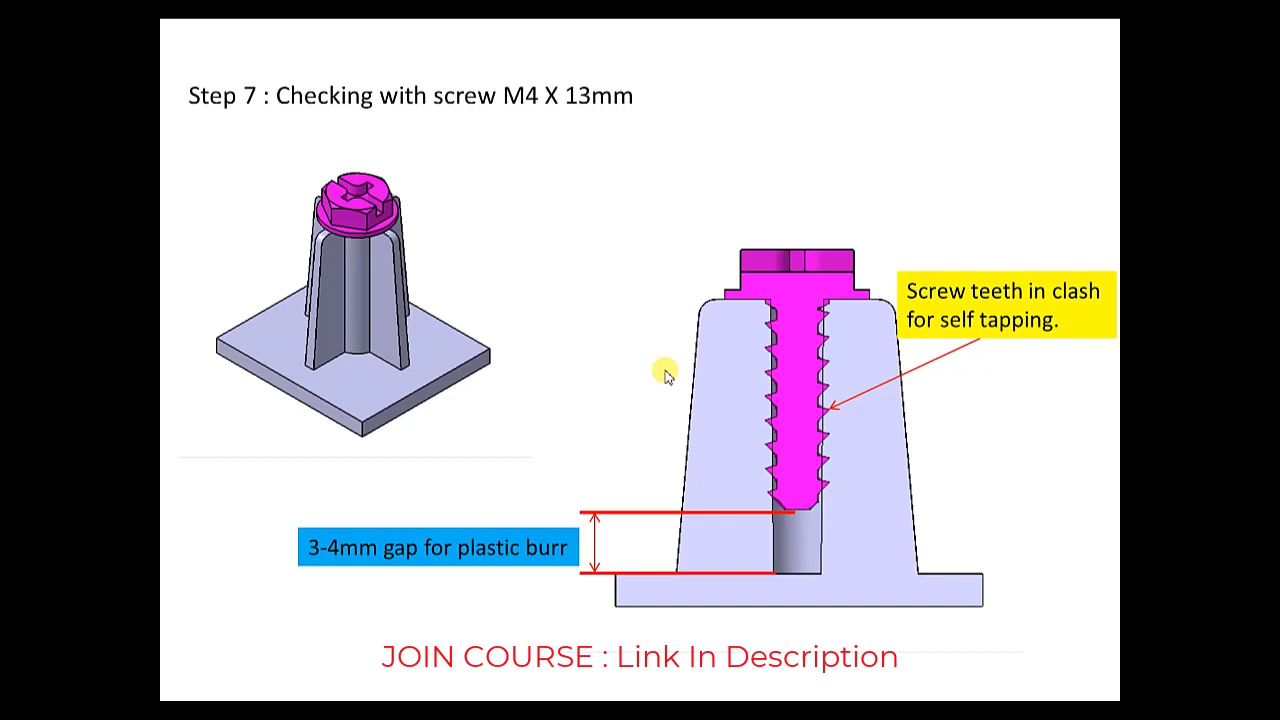 Step 7 : Checking with screw M4 X 13mm
Screw teeth in clash
for self tapping.
3-4mm gap for plastic burr
JOIN COURSE : Link In Description